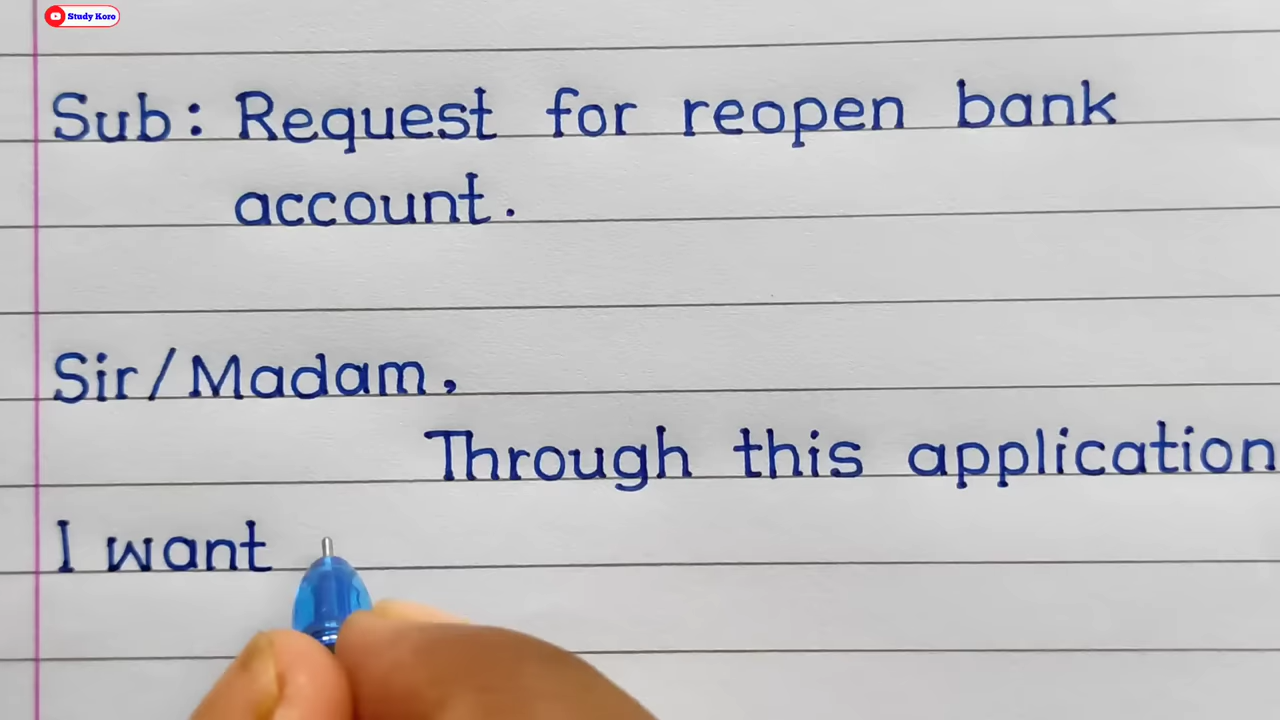 Study Koro
Sub: Request for reopen bank
account.
Sir/Madam,
Through this application
I want